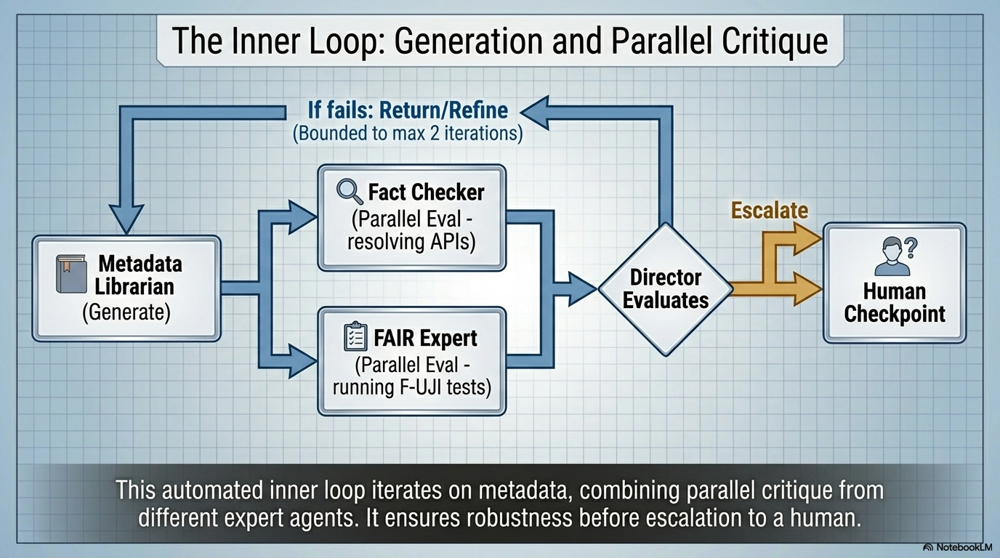 The Inner Loop: Generation and Parallel Critique
If fails: Return/Refine
(Bounded to max 2 iterations)
Metadata
Librarian
(Generate)
Fact Checker
(Parallel Eval -
resolving APIs)
FAIR Expert
(Parallel Eval -
running F-UJI tests)
Director
Evaluates
Escalate
?
Human
Checkpoint
This automated inner loop iterates on metadata, combining parallel critique from
different expert agents. It ensures robustness before escalation to a human.
NotebookLM